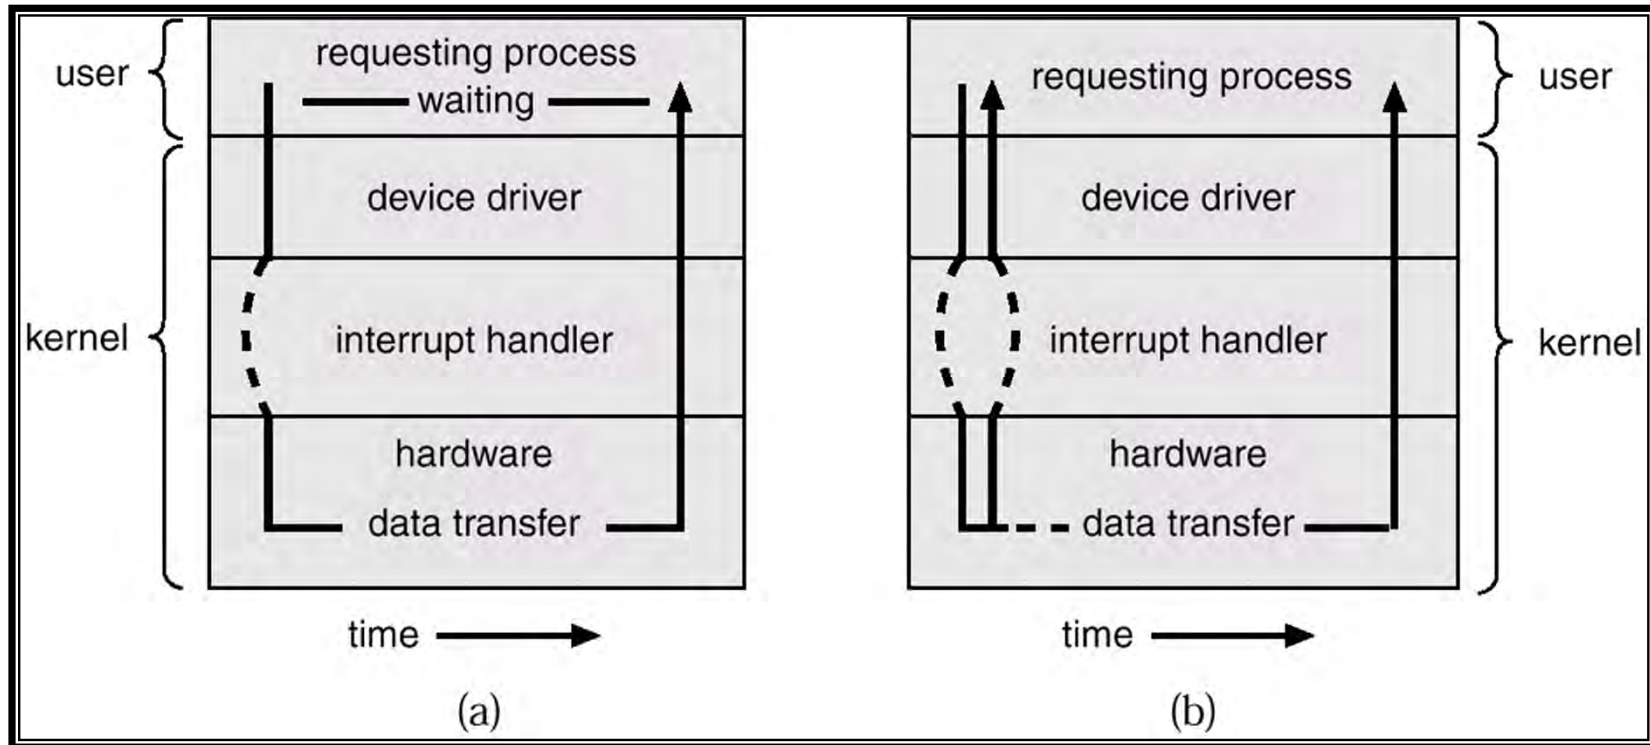 user
requesting process
waiting
kernel
device driver
interrupt handler
hardware
data transfer
time
(a)
requesting process
user
device driver
interrupt handler
kernel
hardware
data transfer
time
(b)